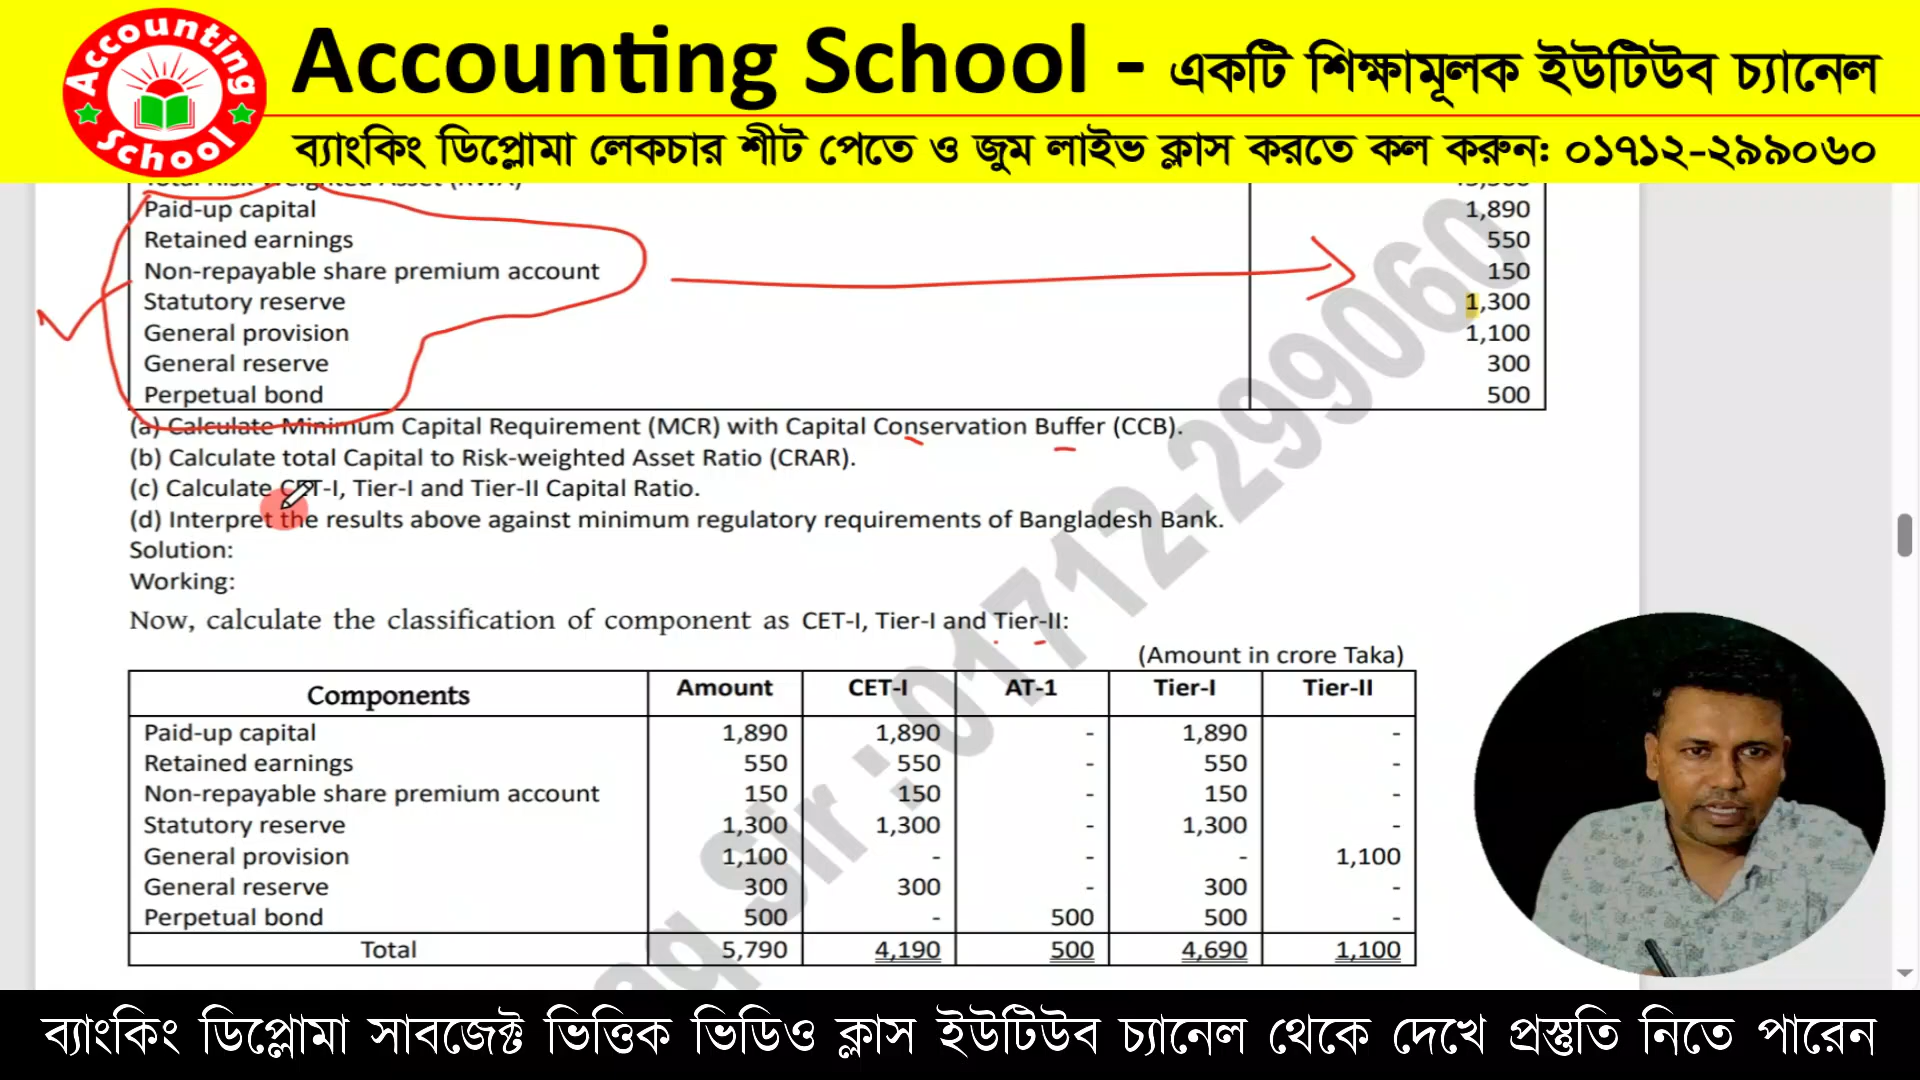 Accounting School
Accounting School - একটি শিক্ষামূলক ইউটিউব চ্যানেল
ব্যাংকিং ডিপ্লোমা লেকচার শীট পেতে ও জুম লাইভ ক্লাস করতে কল করুন: ০১৭১২-২৯৯০৬০
Total Risk-Weighted Asset (RWA)
Paid-up capital 1,890
Retained earnings 550
Non-repayable share premium account 150
Statutory reserve 1,300
General provision 1,100
General reserve 300
Perpetual bond 500
(a) Calculate Minimum Capital Requirement (MCR) with Capital Conservation Buffer (CCB).
(b) Calculate total Capital to Risk-weighted Asset Ratio (CRAR).
(c) Calculate CET-I, Tier-I and Tier-II Capital Ratio.
(d) Interpret the results above against minimum regulatory requirements of Bangladesh Bank.
Solution:
Working:
Now, calculate the classification of component as CET-I, Tier-I and Tier-II:
(Amount in crore Taka)
Components Amount CET-I AT-1 Tier-I Tier-II
Paid-up capital 1,890 1,890 - 1,890 -
Retained earnings 550 550 - 550 -
Non-repayable share premium account 150 150 - 150 -
Statutory reserve 1,300 1,300 - 1,300 -
General provision 1,100 - - - 1,100
General reserve 300 300 - 300 -
Perpetual bond 500 - 500 500 -
Total 5,790 4,190 500 4,690 1,100
Sir : 01712-299060
ব্যাংকিং ডিপ্লোমা সাবজেক্ট ভিত্তিক ভিডিও ক্লাস ইউটিউব চ্যানেল থেকে দেখে প্রস্তুতি নিতে পারেন